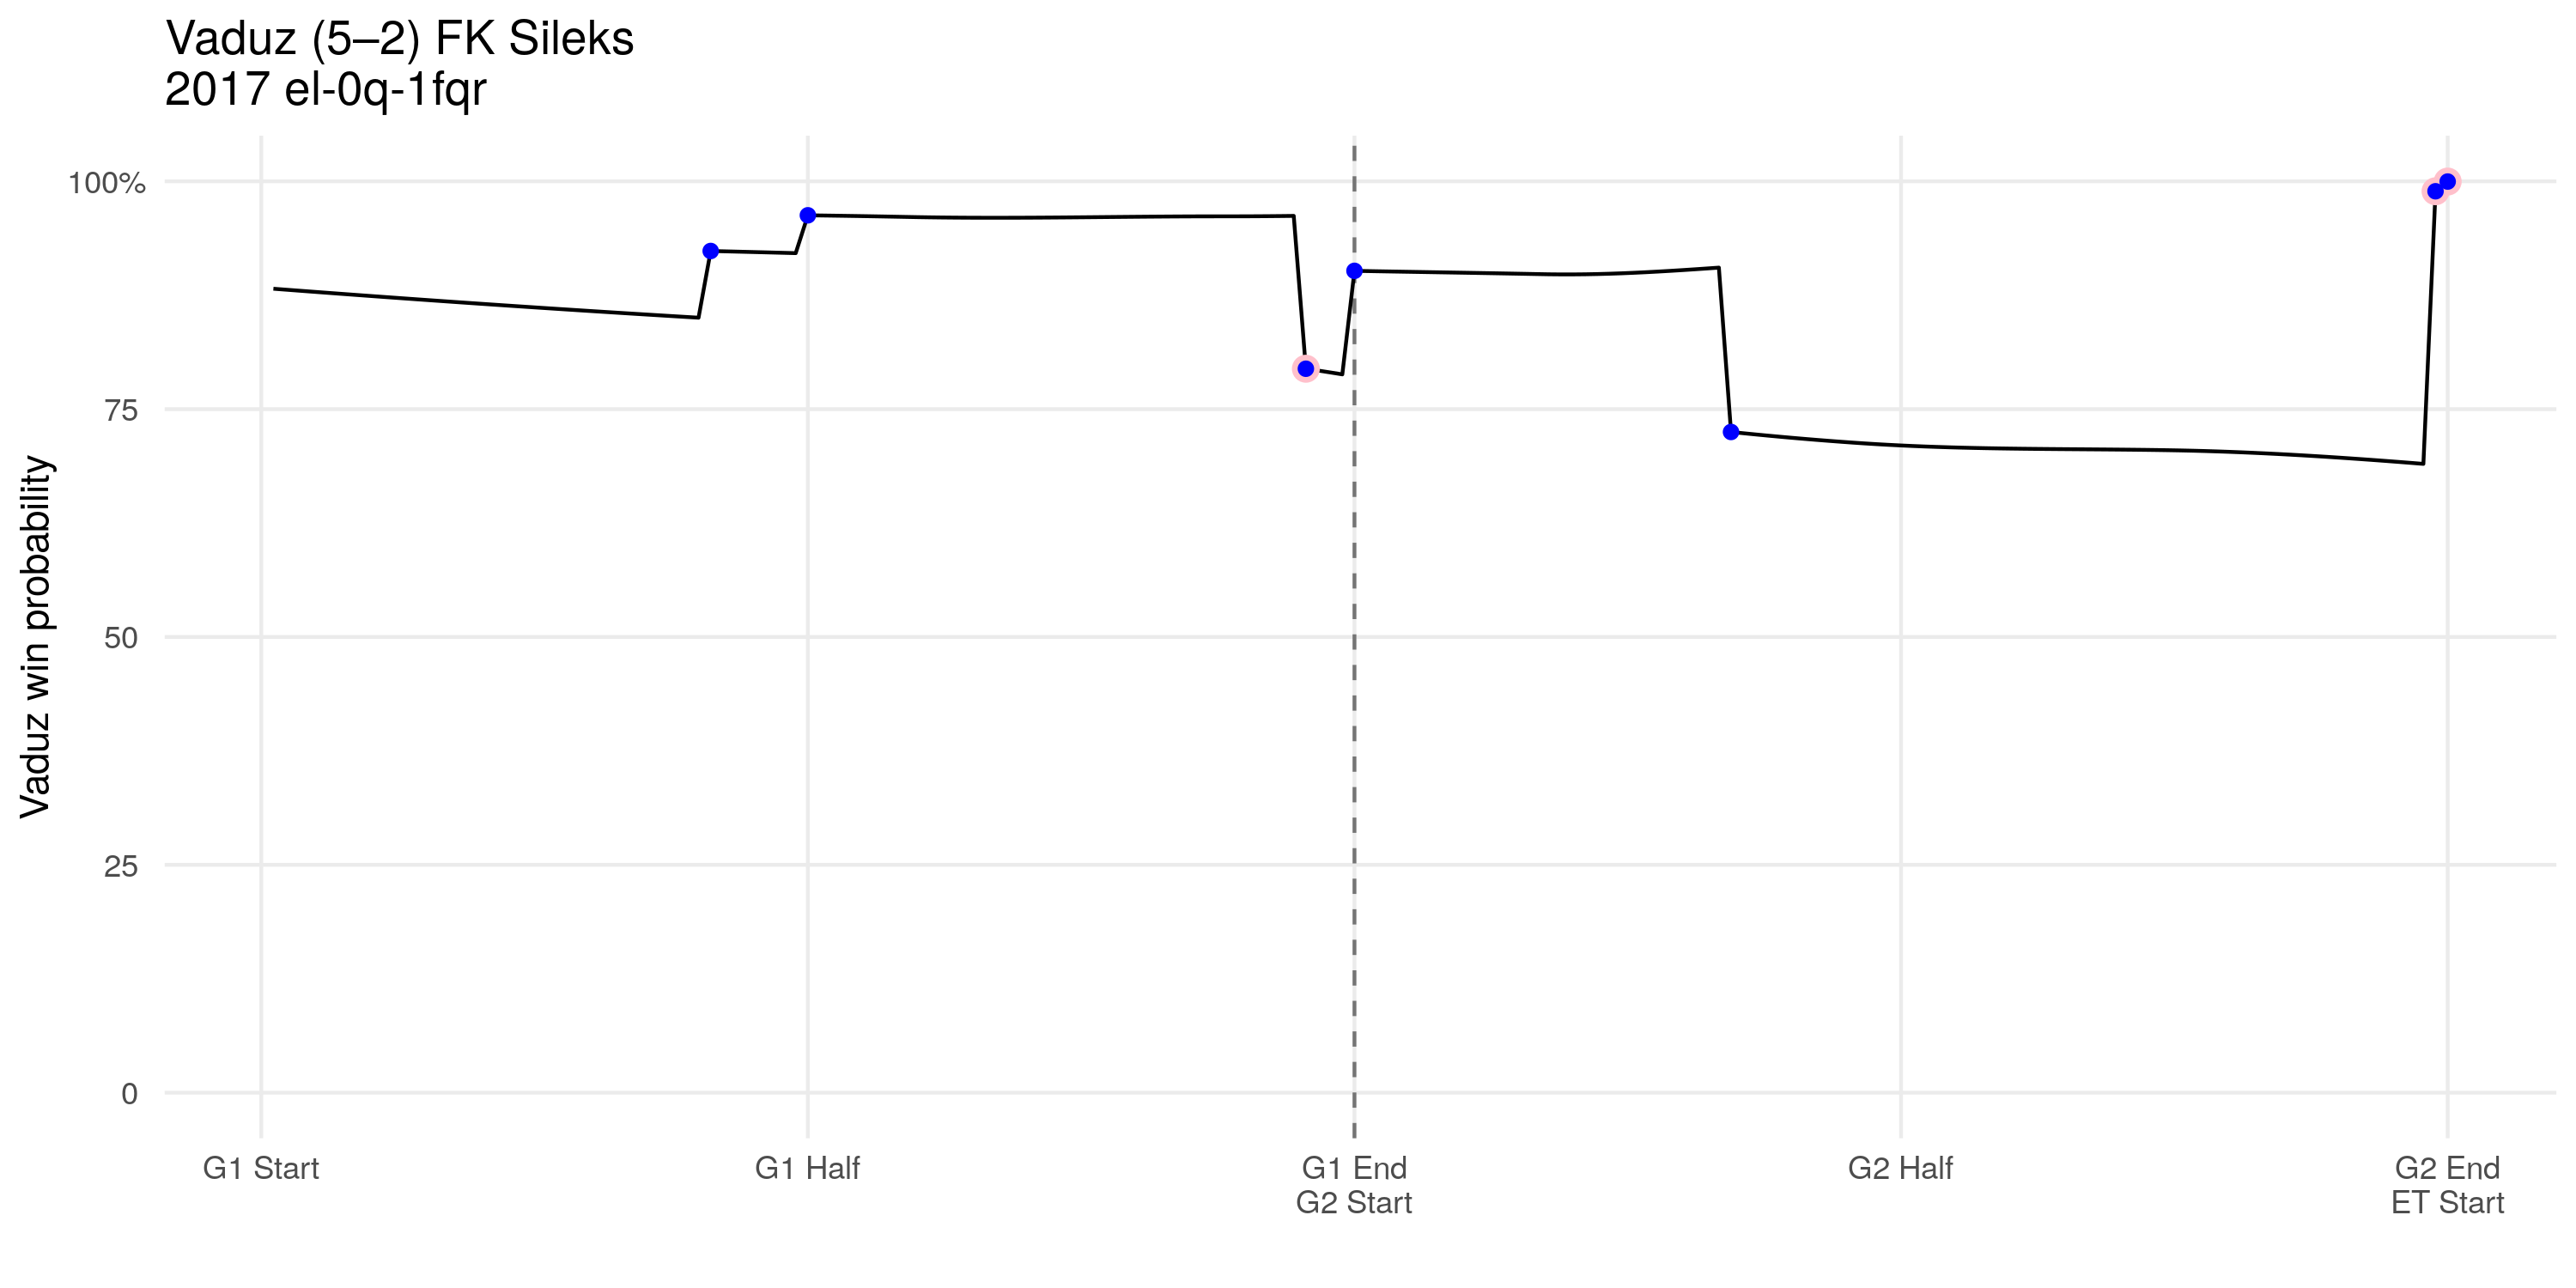 Vaduz (5–2) FK Sileks
2017 el-0q-1fqr
Vaduz win probability
100%
75
50
25
0
G1 Start
G1 Half
G1 End
G2 Start
G2 Half
G2 End
ET Start